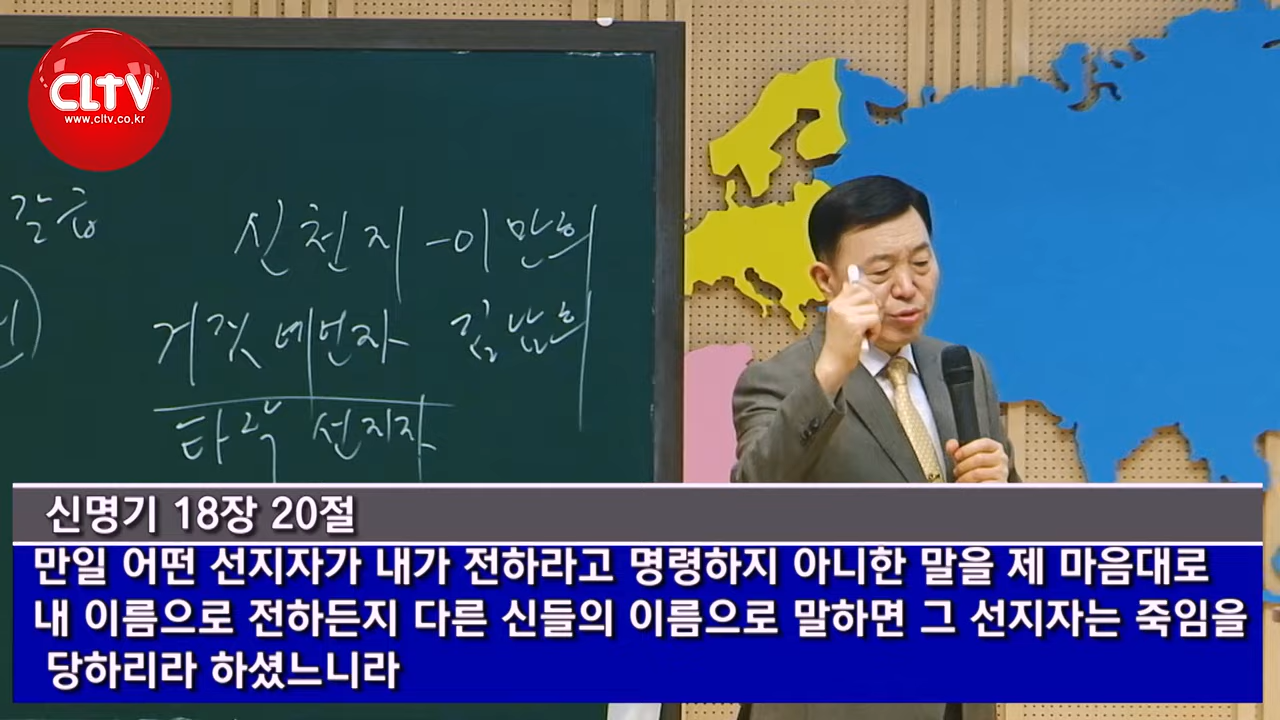 CLTV
www.cltv.co.kr
갈증
신천지-이만희
거짓 예언자 김남희
타락 선지자
신명기 18장 20절
만일 어떤 선지자가 내가 전하라고 명령하지 아니한 말을 제 마음대로
내 이름으로 전하든지 다른 신들의 이름으로 말하면 그 선지자는 죽임을
당하리라 하셨느니라